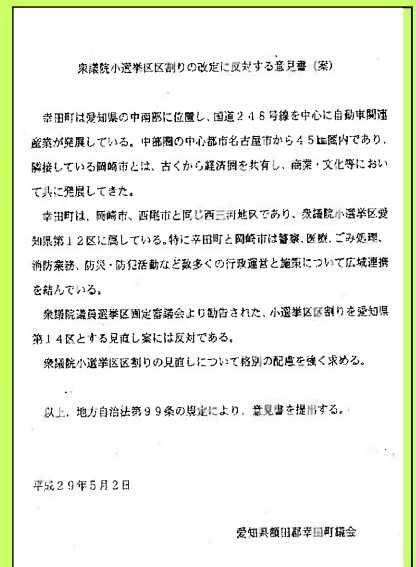 衆議院小選挙区区割りの改定に反対する意見書（案）
幸田町は愛知県の中南部に位置し、国道２４８号線を中心に自動車関連
産業が発展している。中部圏の中心都市名古屋市から４５㎞圏内であり、
隣接している岡崎市とは、古くから経済圏を共有し、商業・文化等におい
て共に発展してきた。
幸田町は、岡崎市、西尾市と同じ西三河地区であり、衆議院小選挙区愛
知県第１２区に属している。特に幸田町と岡崎市は警察、医療、ごみ処理、
消防業務、防災・防犯活動など数多くの行政運営と施策について広域連携
を結んでいる。
衆議院議員選挙区画定審議会より勧告された、小選挙区区割りを愛知県
第１４区とする見直し案には反対である。
衆議院小選挙区区割りの見直しについて格別の配慮を強く求める。
以上、地方自治法第９９条の規定により、意見書を提出する。
平成２９年５月２日
愛知県額田郡幸田町議会